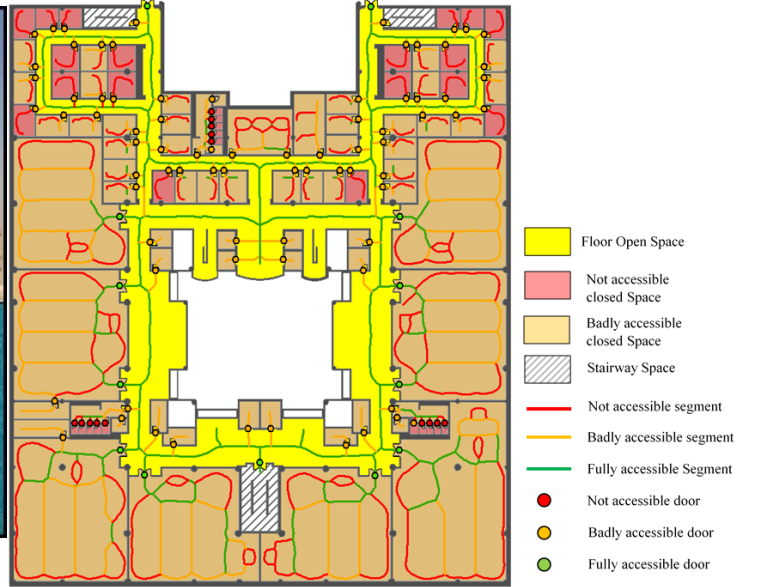 Floor Open Space
Not accessible
closed Space
Badly accessible
closed Space
Stairway Space
Not accessible segment
Badly accessible segment
Fully accessible Segment
Not accessible door
Badly accessible door
Fully accessible door